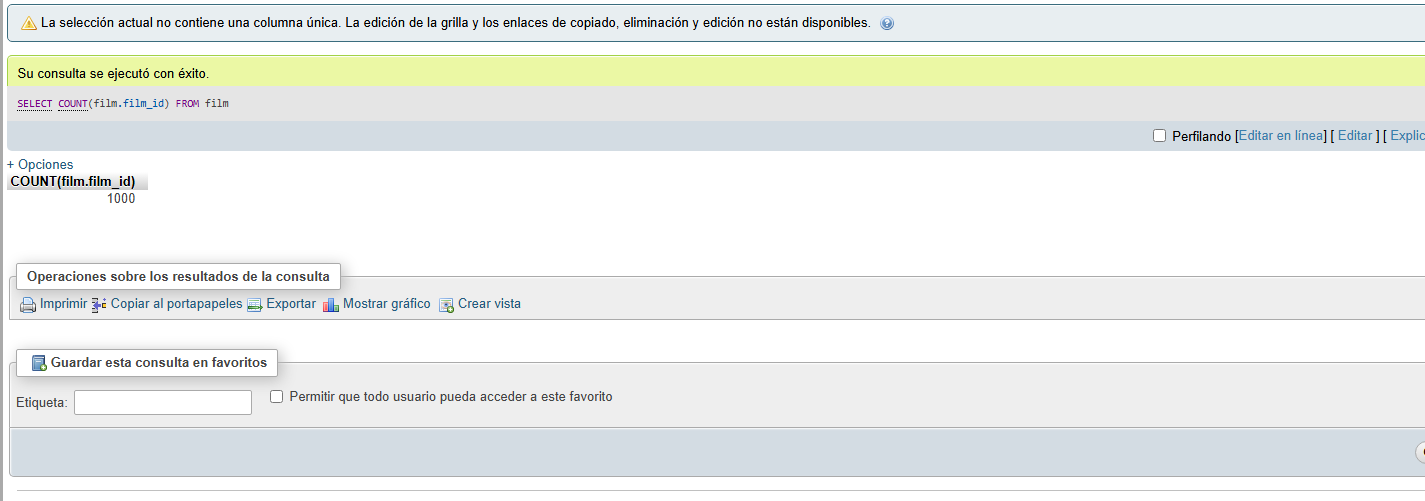 La selección actual no contiene una columna única. La edición de la grilla y los enlaces de copiado, eliminación y edición no están disponibles.
Su consulta se ejecutó con éxito.
SELECT COUNT(film.film_id) FROM film
Perfilando [Editar en línea] [ Editar ] [ Explic
+ Opciones
COUNT(film.film_id)
1000
Operaciones sobre los resultados de la consulta
Imprimir Copiar al portapapeles Exportar Mostrar gráfico Crear vista
Guardar esta consulta en favoritos
Etiqueta: Permitir que todo usuario pueda acceder a este favorito